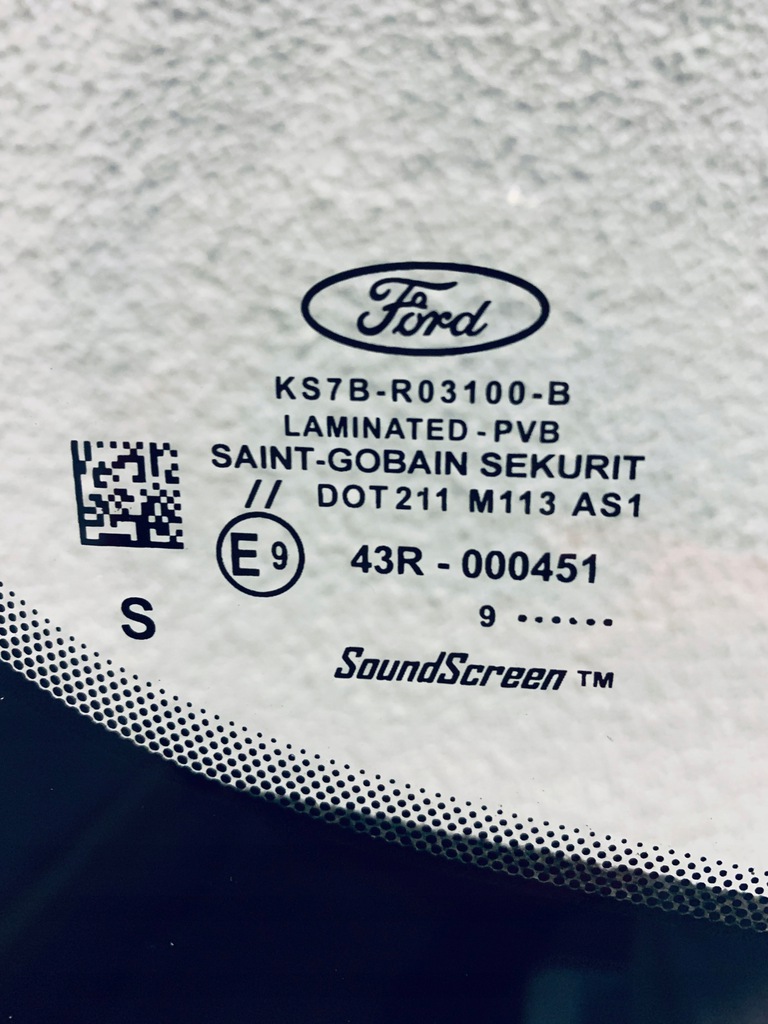 Ford
KS7B-R03100-B
LAMINATED-PVB
SAINT-GOBAIN SEKURIT
// DOT211 M113 AS1
E9 43R - 000451
9 ······
S
SoundScreen ™